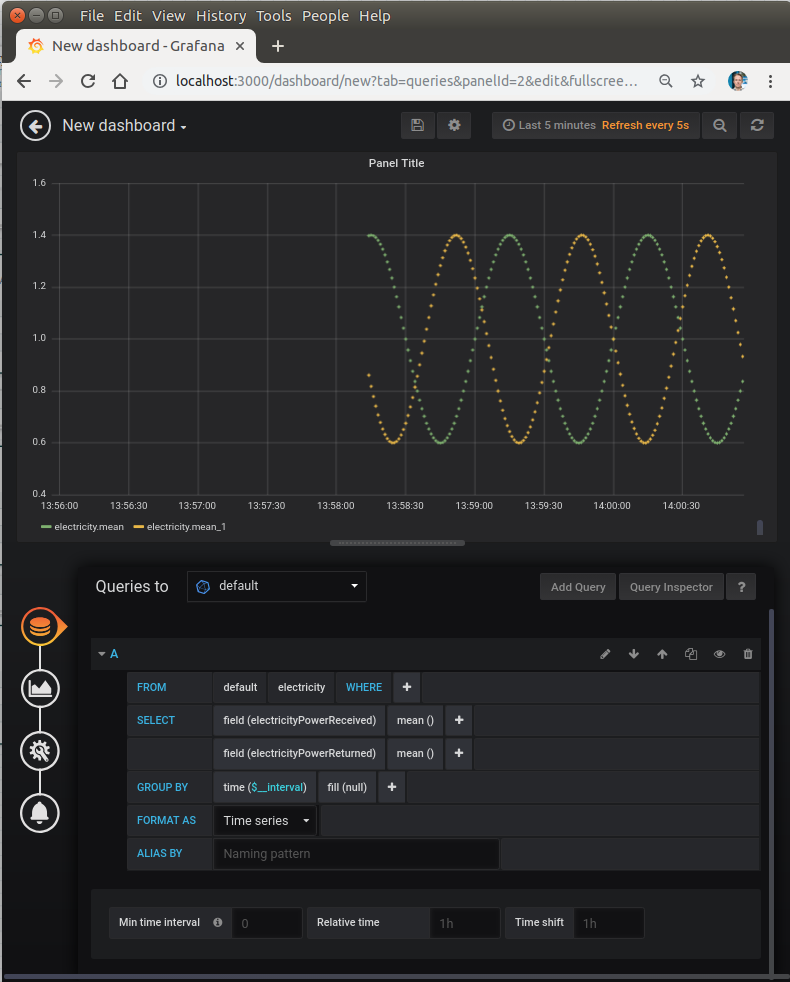 File Edit View History Tools People Help
New dashboard - Grafana
localhost:3000/dashboard/new?tab=queries&panelId=2&edit&fullscree...
New dashboard
Last 5 minutes Refresh every 5s
Panel Title
1.6
1.4
1.2
1.0
0.8
0.6
0.4
13:56:00 13:56:30 13:57:00 13:57:30 13:58:00 13:58:30 13:59:00 13:59:30 14:00:00 14:00:30
electricity.mean electricity.mean_1
Queries to default Add Query Query Inspector ?
A
FROM default electricity WHERE +
SELECT field (electricityPowerReceived) mean () +
field (electricityPowerReturned) mean () +
GROUP BY time ($__interval) fill (null) +
FORMAT AS Time series
ALIAS BY Naming pattern
Min time interval 0 Relative time 1h Time shift 1h